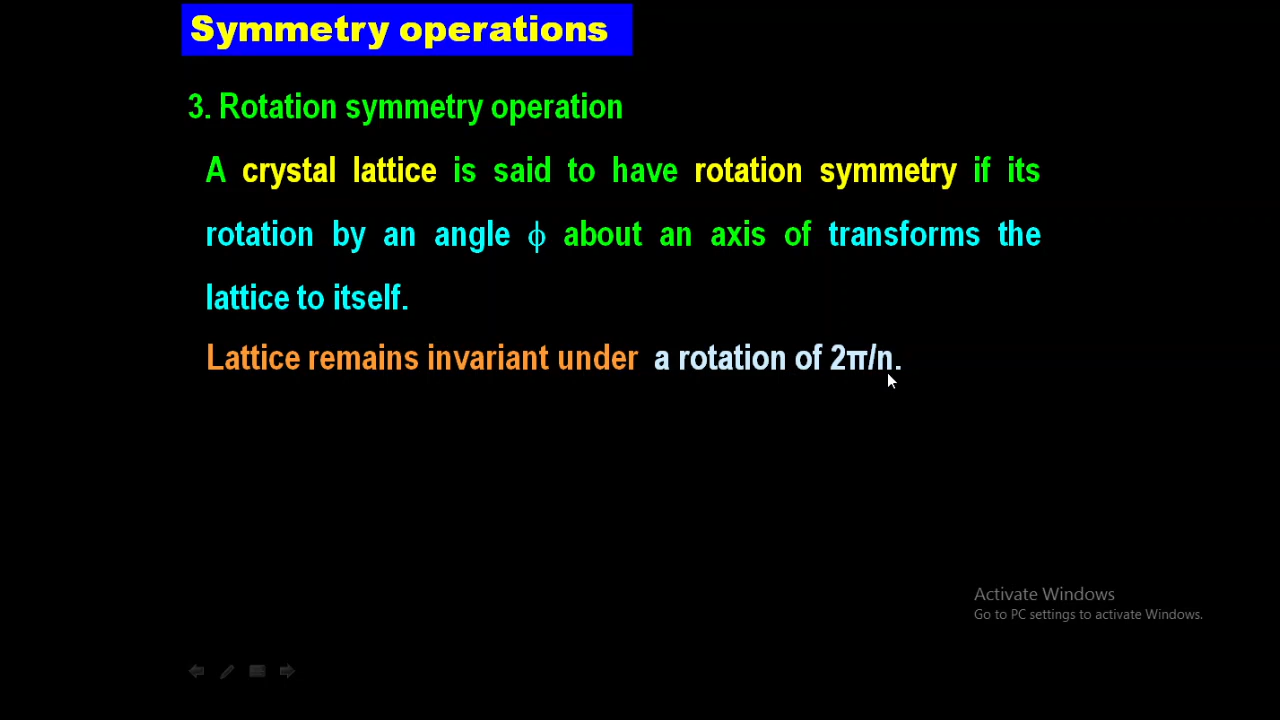 Symmetry operations
3. Rotation symmetry operation
A crystal lattice is said to have rotation symmetry if its
rotation by an angle ϕ about an axis of transforms the
lattice to itself.
Lattice remains invariant under a rotation of 2π/n.
Activate Windows
Go to PC settings to activate Windows.